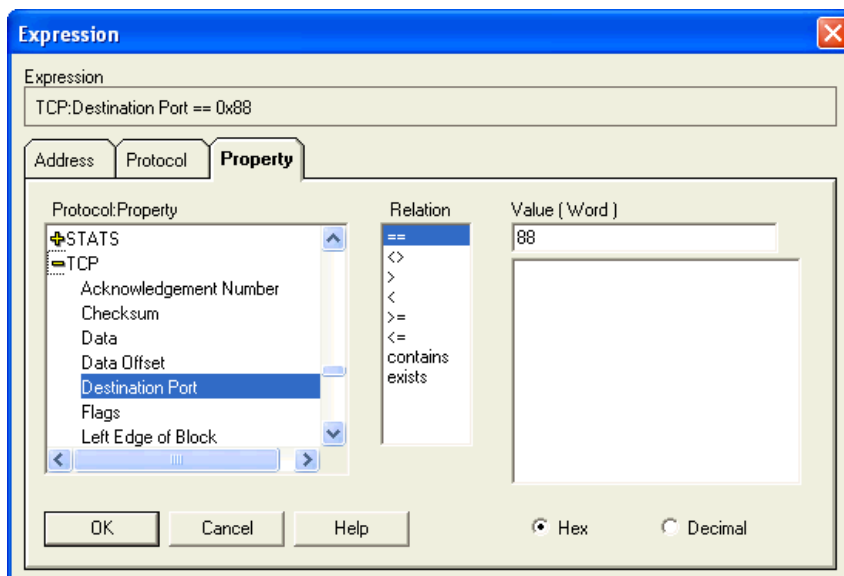 Expression
Expression
TCP:Destination Port == 0x88
Address Protocol Property
Protocol:Property Relation Value ( Word )
STATS == 88
TCP <>
Acknowledgement Number >
Checksum <
Data >=
Data Offset <=
Destination Port contains
Flags exists
Left Edge of Block
OK Cancel Help Hex Decimal